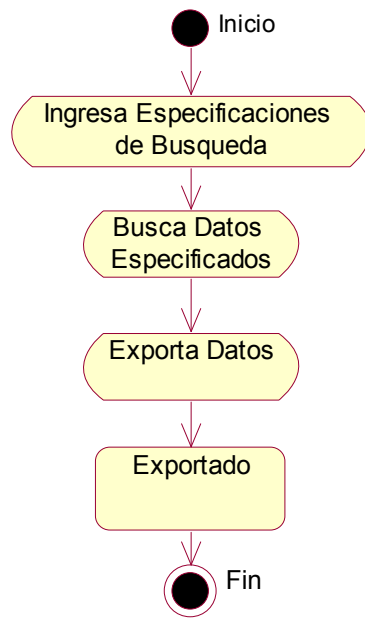 Inicio
Ingresa Especificaciones
de Busqueda
Busca Datos
Especificados
Exporta Datos
Exportado
Fin